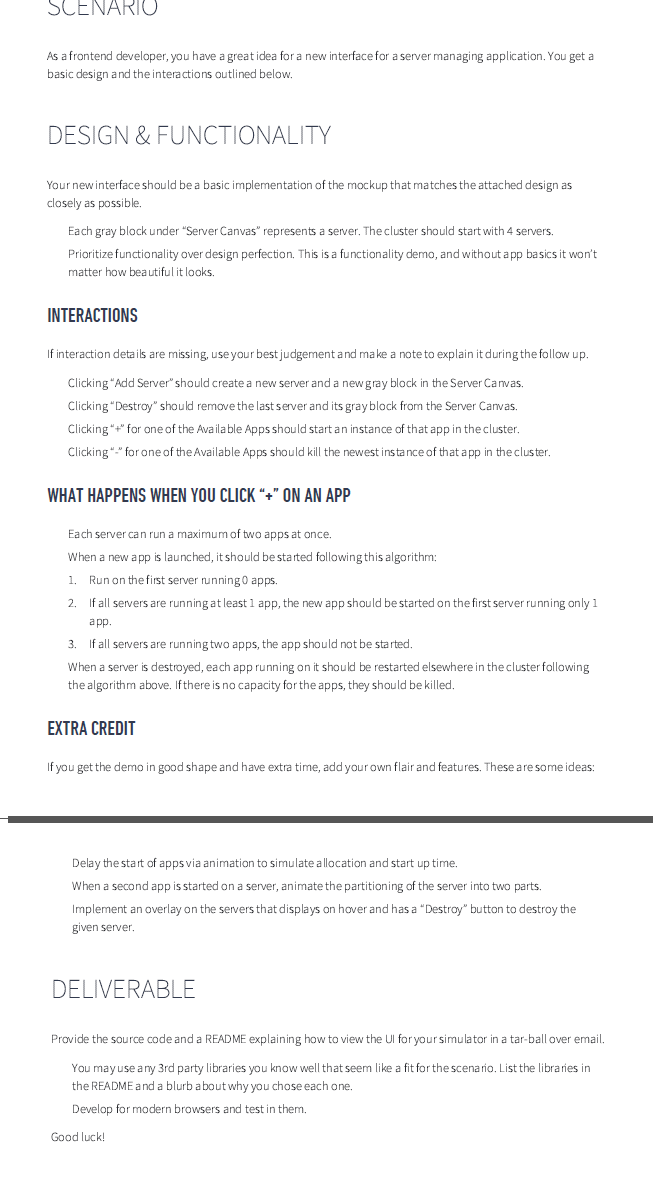 SCENARIO
As a frontend developer, you have a great idea for a new interface for a server managing application. You get a
basic design and the interactions outlined below.
DESIGN & FUNCTIONALITY
Your new interface should be a basic implementation of the mockup that matches the attached design as
closely as possible.
Each gray block under “Server Canvas” represents a server. The cluster should start with 4 servers.
Prioritize functionality over design perfection. This is a functionality demo, and without app basics it won’t
matter how beautiful it looks.
INTERACTIONS
If interaction details are missing, use your best judgement and make a note to explain it during the follow up.
Clicking “Add Server” should create a new server and a new gray block in the Server Canvas.
Clicking “Destroy” should remove the last server and its gray block from the Server Canvas.
Clicking “+” for one of the Available Apps should start an instance of that app in the cluster.
Clicking “-” for one of the Available Apps should kill the newest instance of that app in the cluster.
WHAT HAPPENS WHEN YOU CLICK “+” ON AN APP
Each server can run a maximum of two apps at once.
When a new app is launched, it should be started following this algorithm:
1. Run on the first server running 0 apps.
2. If all servers are running at least 1 app, the new app should be started on the first server running only 1
app.
3. If all servers are running two apps, the app should not be started.
When a server is destroyed, each app running on it should be restarted elsewhere in the cluster following
the algorithm above. If there is no capacity for the apps, they should be killed.
EXTRA CREDIT
If you get the demo in good shape and have extra time, add your own flair and features. These are some ideas:
Delay the start of apps via animation to simulate allocation and start up time.
When a second app is started on a server, animate the partitioning of the server into two parts.
Implement an overlay on the servers that displays on hover and has a “Destroy” button to destroy the
given server.
DELIVERABLE
Provide the source code and a README explaining how to view the UI for your simulator in a tar-ball over email.
You may use any 3rd party libraries you know well that seem like a fit for the scenario. List the libraries in
the README and a blurb about why you chose each one.
Develop for modern browsers and test in them.
Good luck!